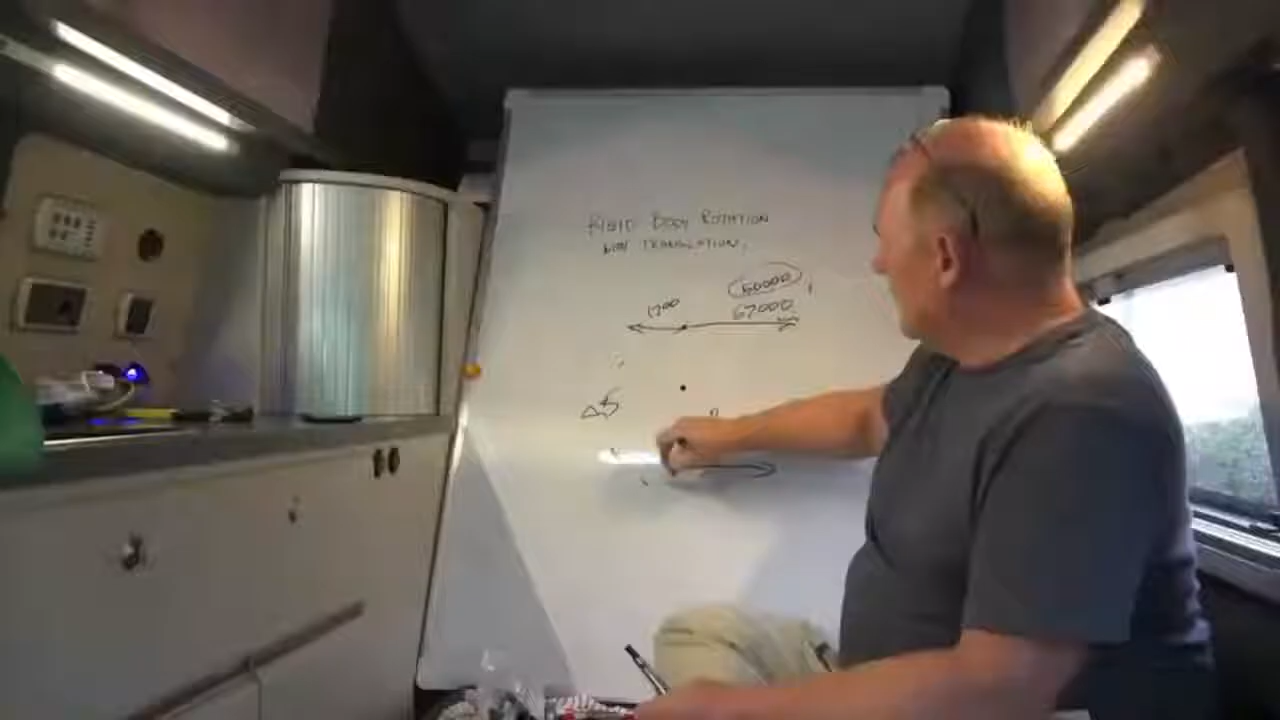 RIGID BODY ROTATION
WITH TRANSLATION,
60000
1700
67000